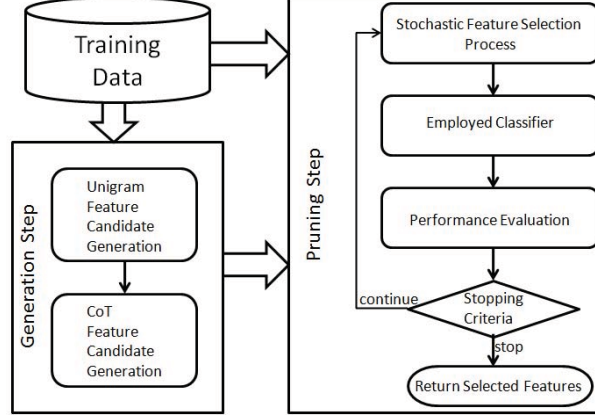 Training
Data
Generation Step
Unigram
Feature
Candidate
Generation
CoT
Feature
Candidate
Generation
Pruning Step
Stochastic Feature Selection
Process
Employed Classifier
Performance Evaluation
continue
Stopping
Criteria
stop
Return Selected Features